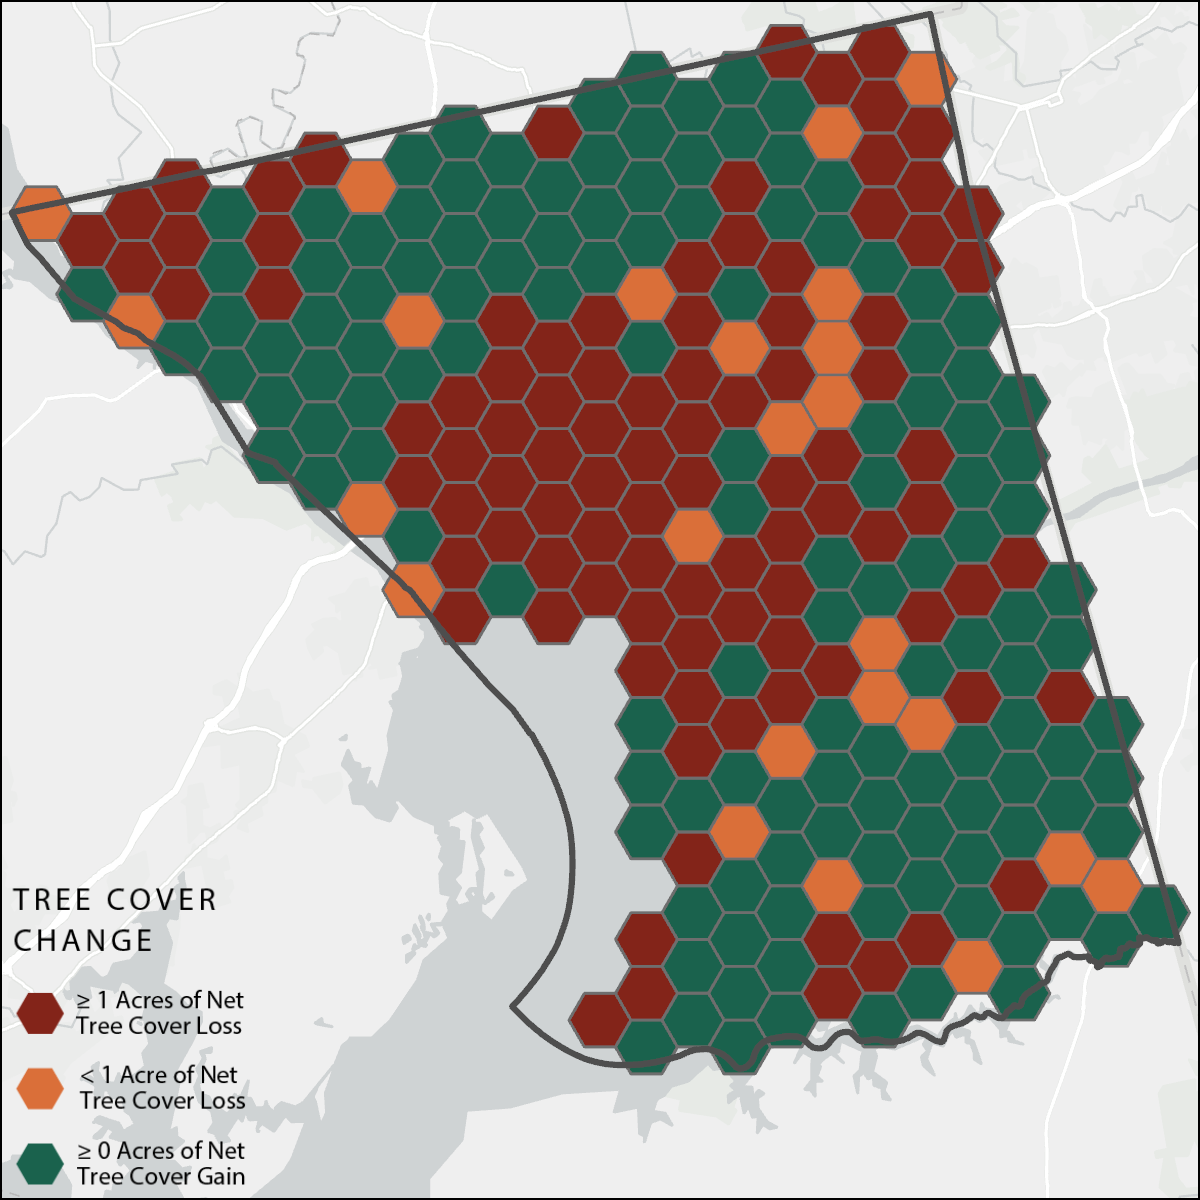 TREE COVER
CHANGE
≥ 1 Acres of Net
Tree Cover Loss
< 1 Acre of Net
Tree Cover Loss
≥ 0 Acres of Net
Tree Cover Gain